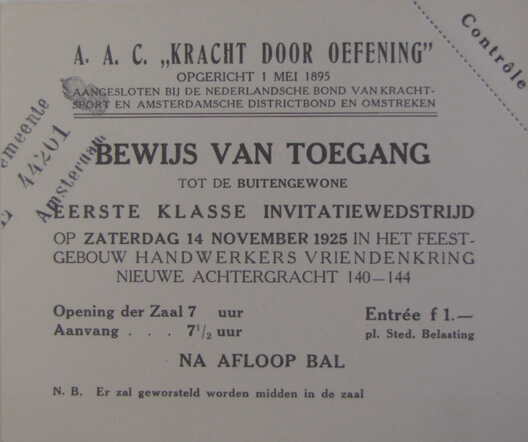 A. A. C. „KRACHT DOOR OEFENING"
OPGERICHT 1 MEI 1895
AANGESLOTEN BIJ DE NEDERLANDSCHE BOND VAN KRACHT-
SPORT EN AMSTERDAMSCHE DISTRICTBOND EN OMSTREKEN
Contrôle
emeente
44201
Amsterdam
BEWIJS VAN TOEGANG
TOT DE BUITENGEWONE
EERSTE KLASSE INVITATIEWEDSTRIJD
OP ZATERDAG 14 NOVEMBER 1925 IN HET FEEST-
GEBOUW HANDWERKERS VRIENDENKRING
NIEUWE ACHTERGRACHT 140—144
Opening der Zaal 7 uur
Aanvang . . . 7½ uur
Entrée f 1.—
pl. Sted. Belasting
NA AFLOOP BAL
N. B. Er zal geworsteld worden midden in de zaal